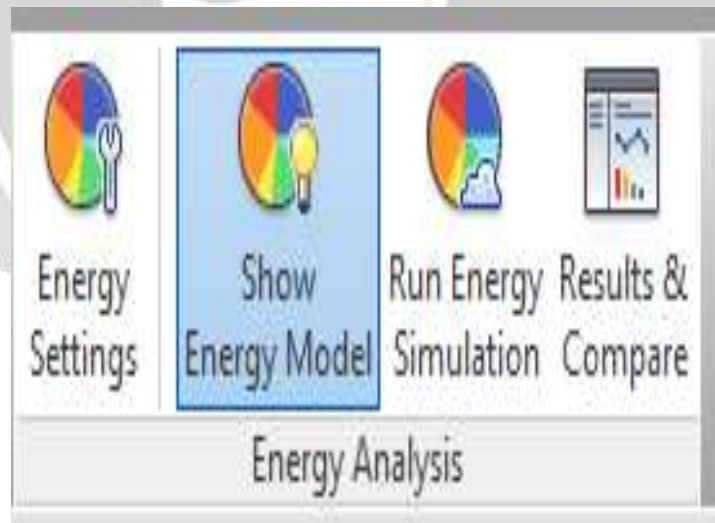 Energy
Settings
Show
Energy Model
Run Energy
Simulation
Results &
Compare
Energy Analysis